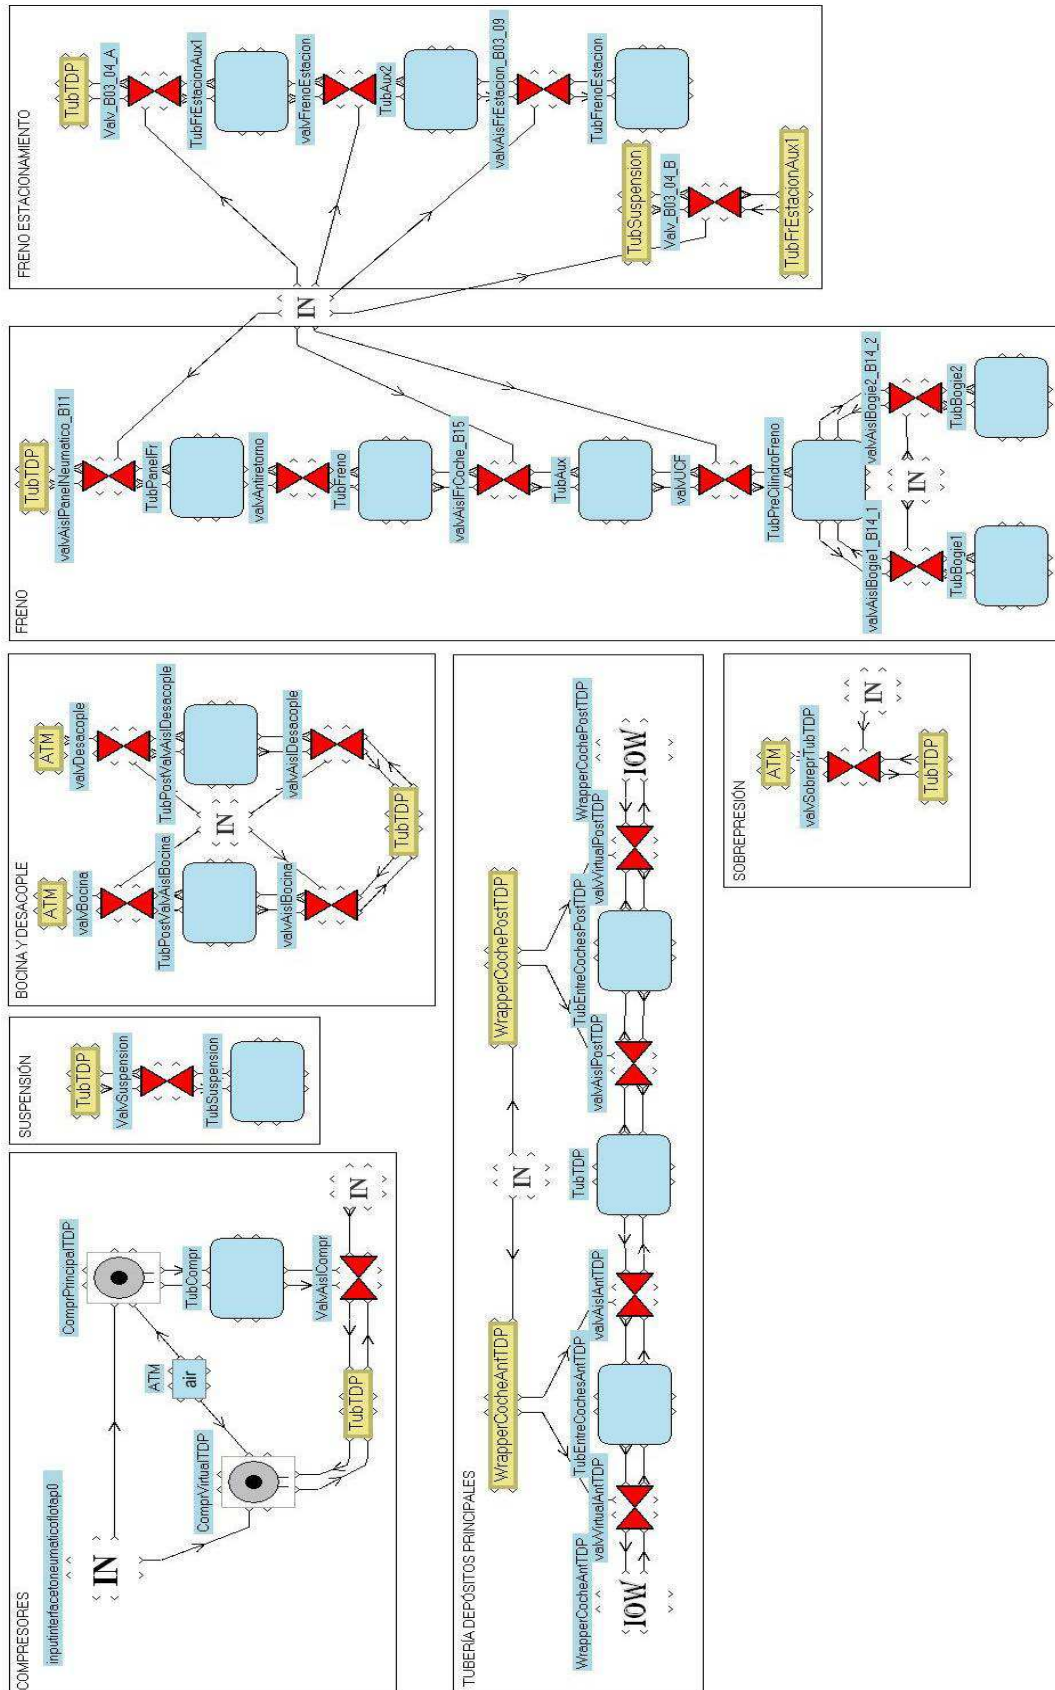 COMPRESORES
inputinterfacetoneumaticoflotap0
IN
ComprPrincipalTDP
ATM
air
ComprVirtualTDP
TubCompr
ValvAislCompr
TubTDP
IN
SUSPENSIÓN
TubTDP
ValvSuspension
TubSuspension
BOCINA Y DESACOPLE
ATM
ATM
valvBocina
valvDesacople
TubPostValvAislBocina
TubPostValvAislDesacople
IN
valvAislBocina
valvAislDesacople
TubTDP
FRENO
TubTDP
valvAislPanelNeumatico_B11
TubPanelFr
valvAntiretorno
TubFreno
valvAislFrCoche_B15
TubAux
valvUCF
TubPreCilindroFreno
valvAislBogie1_B14_1
valvAislBogie2_B14_2
IN
TubBogie1
TubBogie2
IN
FRENO ESTACIONAMIENTO
TubTDP
Valv_B03_04_A
TubFrEstacionAux1
valvFrenoEstacion
TubAux2
valvAisFrEstacion_B03_09
TubFrenoEstacion
TubSuspension
Valv_B03_04_B
TubFrEstacionAux1
TUBERÍA DEPÓSITOS PRINCIPALES
WrapperCocheAntTDP
IN
WrapperCochePostTDP
WrapperCocheAntTDP
valvVirtualAntTDP
TubEntreCochesAntTDP
valvAislAntTDP
TubTDP
valvAislPostTDP
TubEntreCochesPostTDP
valvVirtualPostTDP
WrapperCochePostTDP
IOW
IOW
SOBREPRESIÓN
ATM
valvSobreprTubTDP
IN
TubTDP